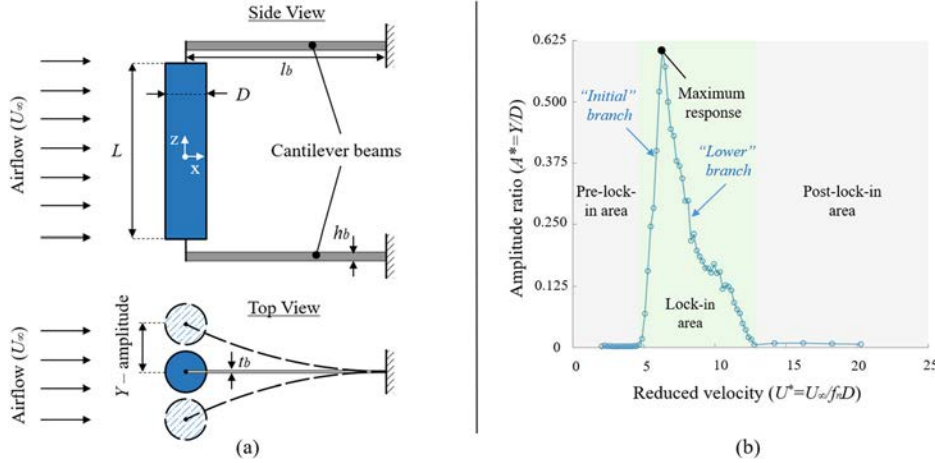 Side View
Airflow (U∞)
L
D
l_b
z
x
Cantilever beams
h_b
Top View
Airflow (U∞)
Y – amplitude
t_b
(a)
Amplitude ratio (A*=Y/D)
0.625
0.500
0.375
0.250
0.125
0
0
5
10
15
20
25
Reduced velocity (U*=U∞/fnD)
Maximum
response
"Initial"
branch
"Lower"
branch
Pre-lock-
in area
Post-lock-in
area
Lock-in
area
(b)